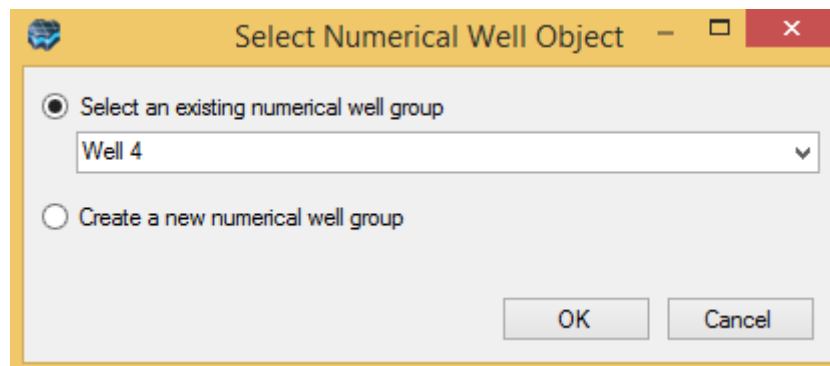 Select Numerical Well Object
Select an existing numerical well group
Well 4
Create a new numerical well group
OK Cancel